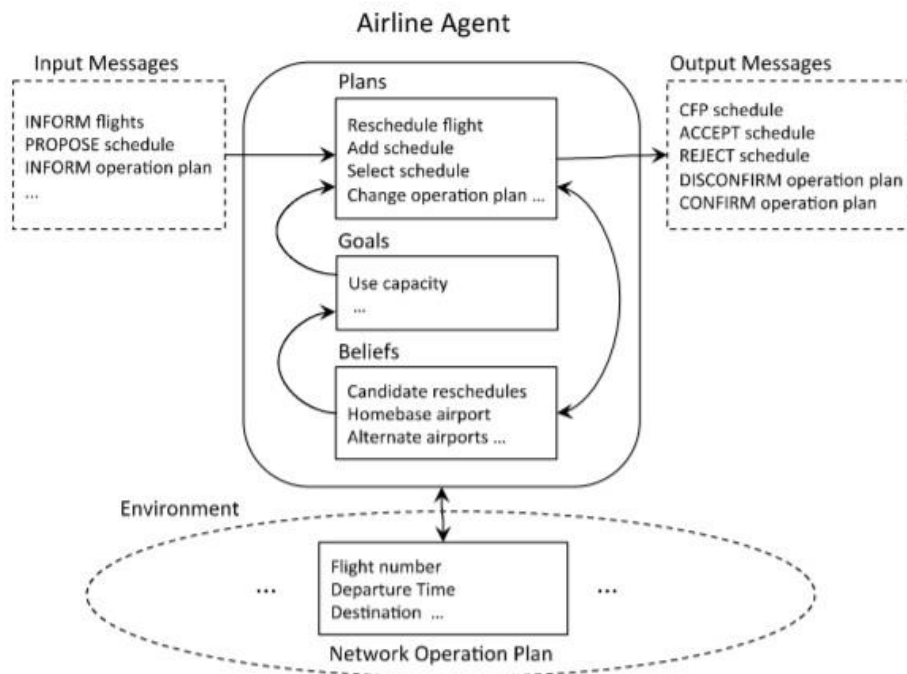 Airline Agent
Input Messages
INFORM flights
PROPOSE schedule
INFORM operation plan
...
Plans
Reschedule flight
Add schedule
Select schedule
Change operation plan ...
Goals
Use capacity
...
Beliefs
Candidate reschedules
Homebase airport
Alternate airports ...
Output Messages
CFP schedule
ACCEPT schedule
REJECT schedule
DISCONFIRM operation plan
CONFIRM operation plan
Environment
...
Flight number
Departure Time
Destination ...
...
Network Operation Plan